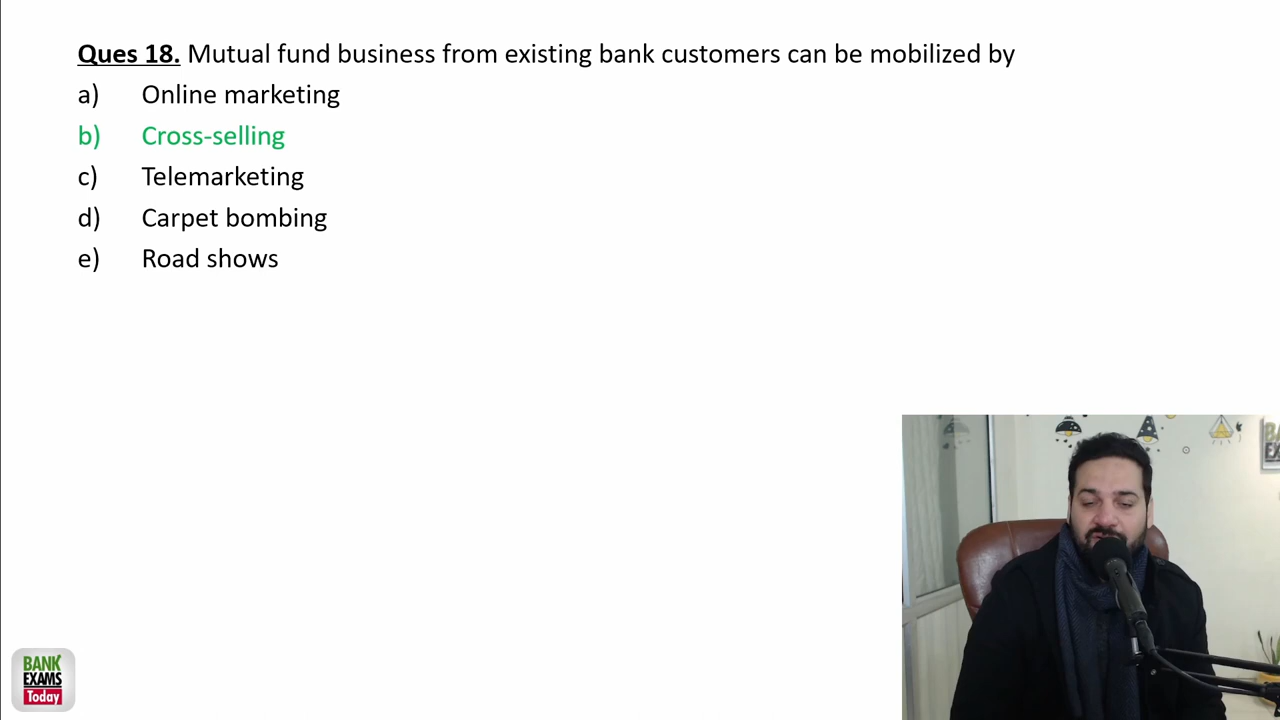 Ques 18. Mutual fund business from existing bank customers can be mobilized by
a) Online marketing
b) Cross-selling
c) Telemarketing
d) Carpet bombing
e) Road shows
BANK
EXAMS
Today